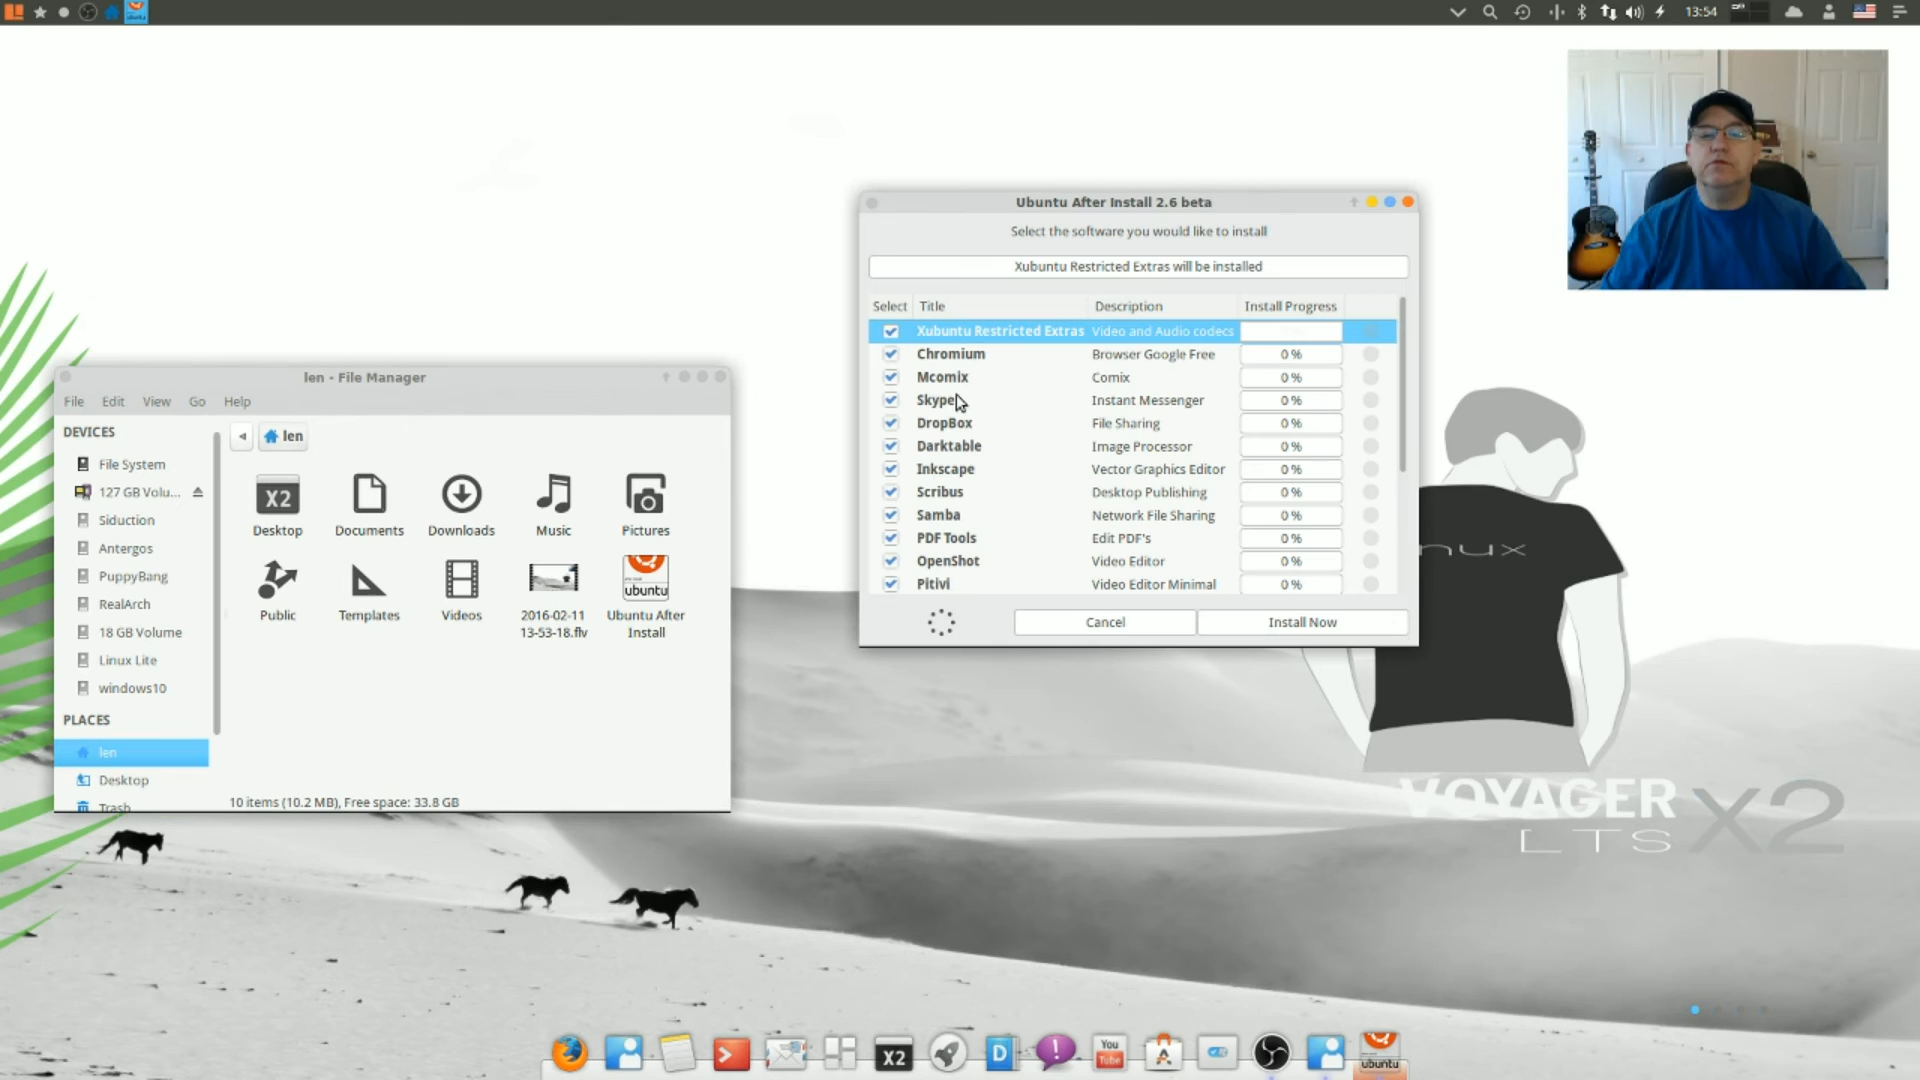 ubuntu
13:54
Ubuntu After Install 2.6 beta
Select the software you would like to install
Xubuntu Restricted Extras will be installed
Select Title Description Install Progress
Xubuntu Restricted Extras Video and Audio codecs
Chromium Browser Google Free 0 %
Mcomix Comix 0 %
Skype Instant Messenger 0 %
DropBox File Sharing 0 %
Darktable Image Processor 0 %
Inkscape Vector Graphics Editor 0 %
Scribus Desktop Publishing 0 %
Samba Network File Sharing 0 %
PDF Tools Edit PDF's 0 %
OpenShot Video Editor 0 %
Pitivi Video Editor Minimal 0 %
Cancel Install Now
len - File Manager
File Edit View Go Help
DEVICES
File System
127 GB Volu...
Siduction
Antergos
PuppyBang
RealArch
18 GB Volume
Linux Lite
windows10
PLACES
len
Desktop
Trash
len
X2
Desktop Documents Downloads Music Pictures
ubuntu
Public Templates Videos 2016-02-11 13-53-18.flv Ubuntu After Install
10 items (10.2 MB), Free space: 33.8 GB
nux
VOYAGER X2
LTS
X2
D
You
Tube
A
ubuntu